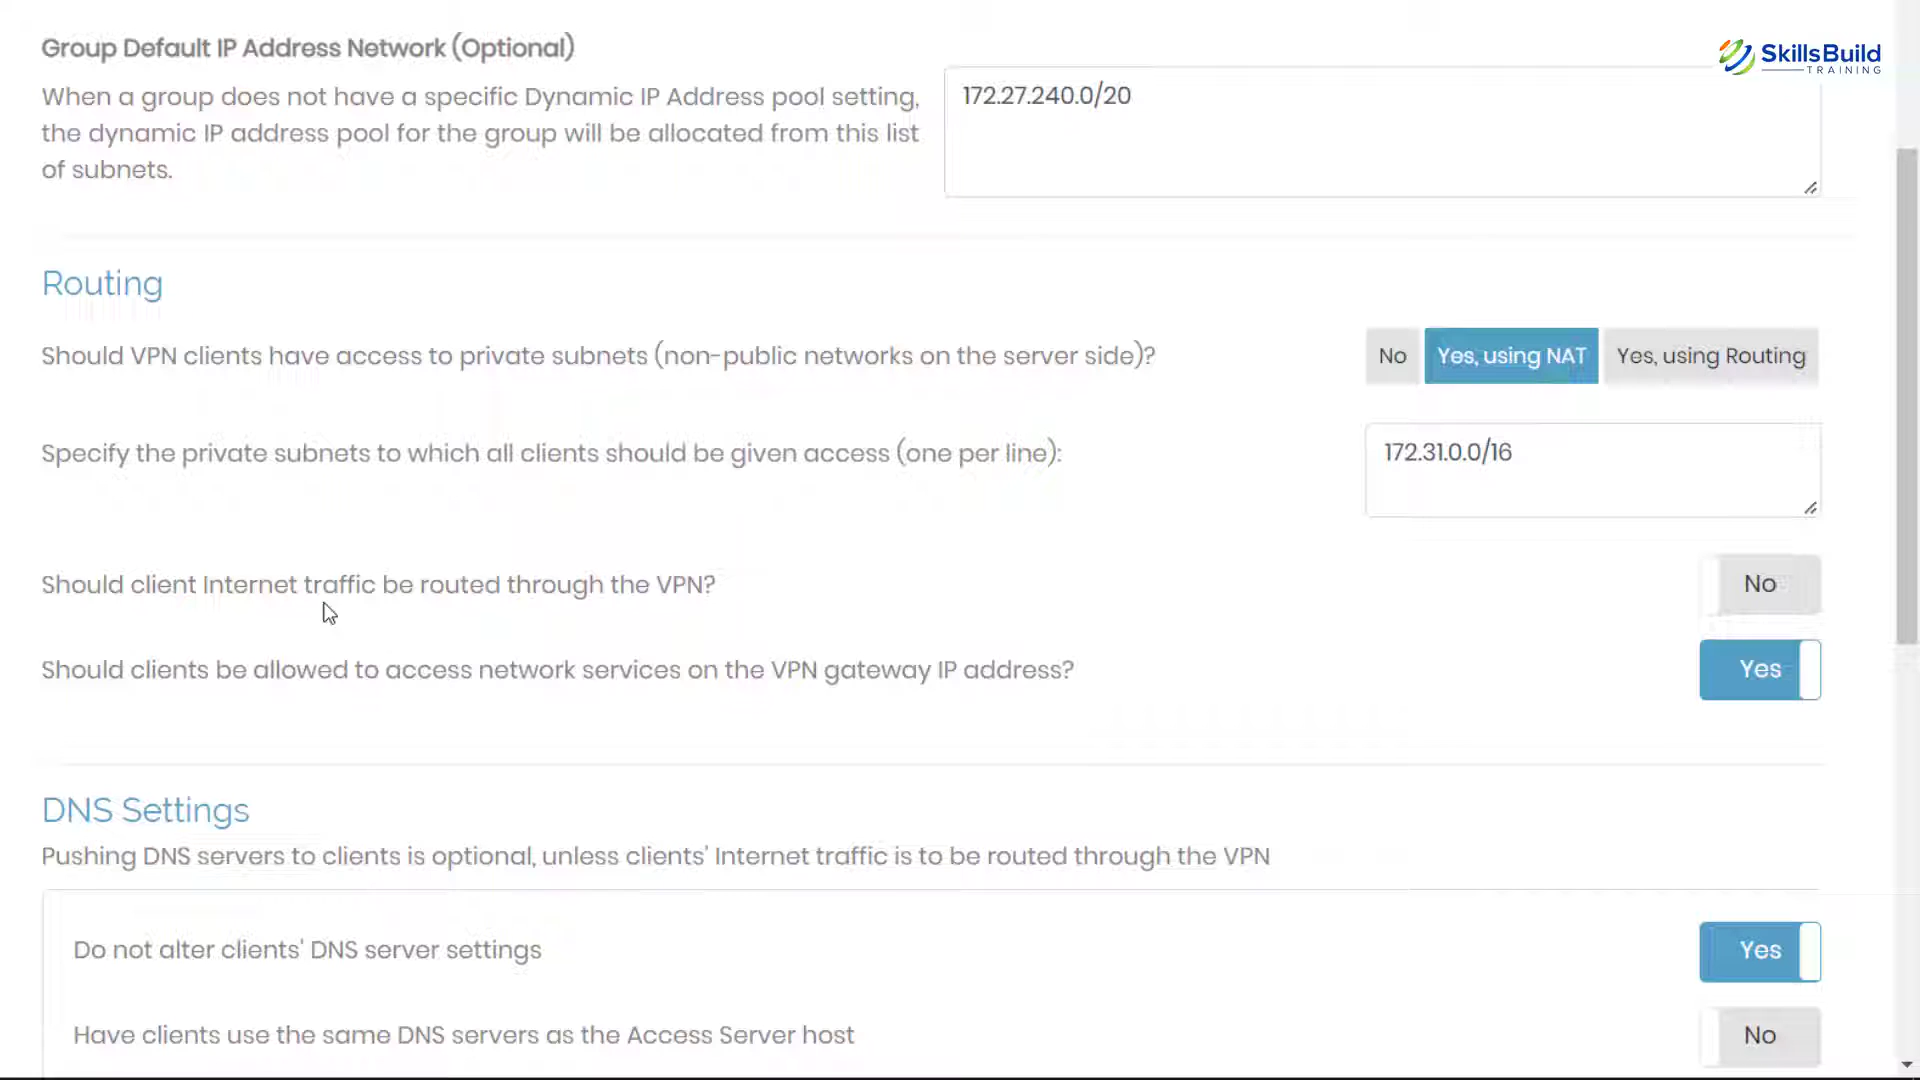 Group Default IP Address Network (Optional)
SkillsBuild
TRAINING
When a group does not have a specific Dynamic IP Address pool setting,
the dynamic IP address pool for the group will be allocated from this list
of subnets.
172.27.240.0/20
Routing
Should VPN clients have access to private subnets (non-public networks on the server side)?
No
Yes, using NAT
Yes, using Routing
Specify the private subnets to which all clients should be given access (one per line):
172.31.0.0/16
Should client Internet traffic be routed through the VPN?
No
Should clients be allowed to access network services on the VPN gateway IP address?
Yes
DNS Settings
Pushing DNS servers to clients is optional, unless clients' Internet traffic is to be routed through the VPN
Do not alter clients' DNS server settings
Yes
Have clients use the same DNS servers as the Access Server host
No